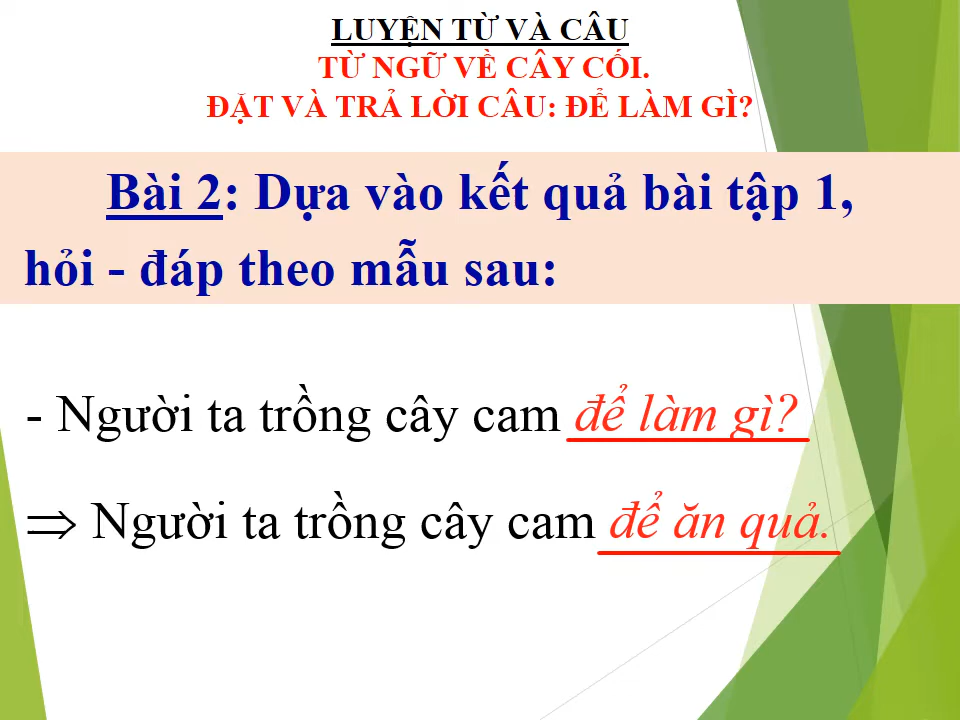 LUYỆN TỪ VÀ CÂU
TỪ NGỮ VỀ CÂY CỐI.
ĐẶT VÀ TRẢ LỜI CÂU: ĐỂ LÀM GÌ?
Bài 2: Dựa vào kết quả bài tập 1,
hỏi - đáp theo mẫu sau:
- Người ta trồng cây cam để làm gì?
⇒ Người ta trồng cây cam để ăn quả.